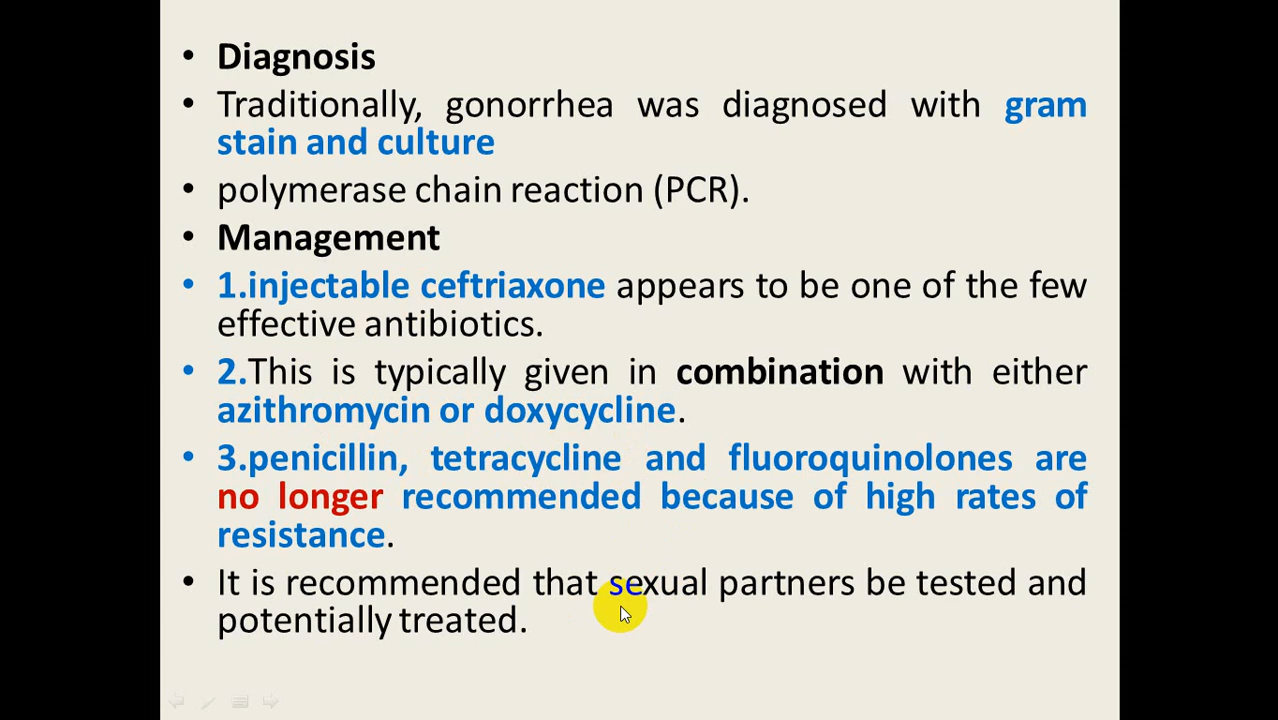 • Diagnosis
• Traditionally, gonorrhea was diagnosed with gram
stain and culture
• polymerase chain reaction (PCR).
• Management
• 1.injectable ceftriaxone appears to be one of the few
effective antibiotics.
• 2.This is typically given in combination with either
azithromycin or doxycycline.
• 3.penicillin, tetracycline and fluoroquinolones are
no longer recommended because of high rates of
resistance.
• It is recommended that sexual partners be tested and
potentially treated.